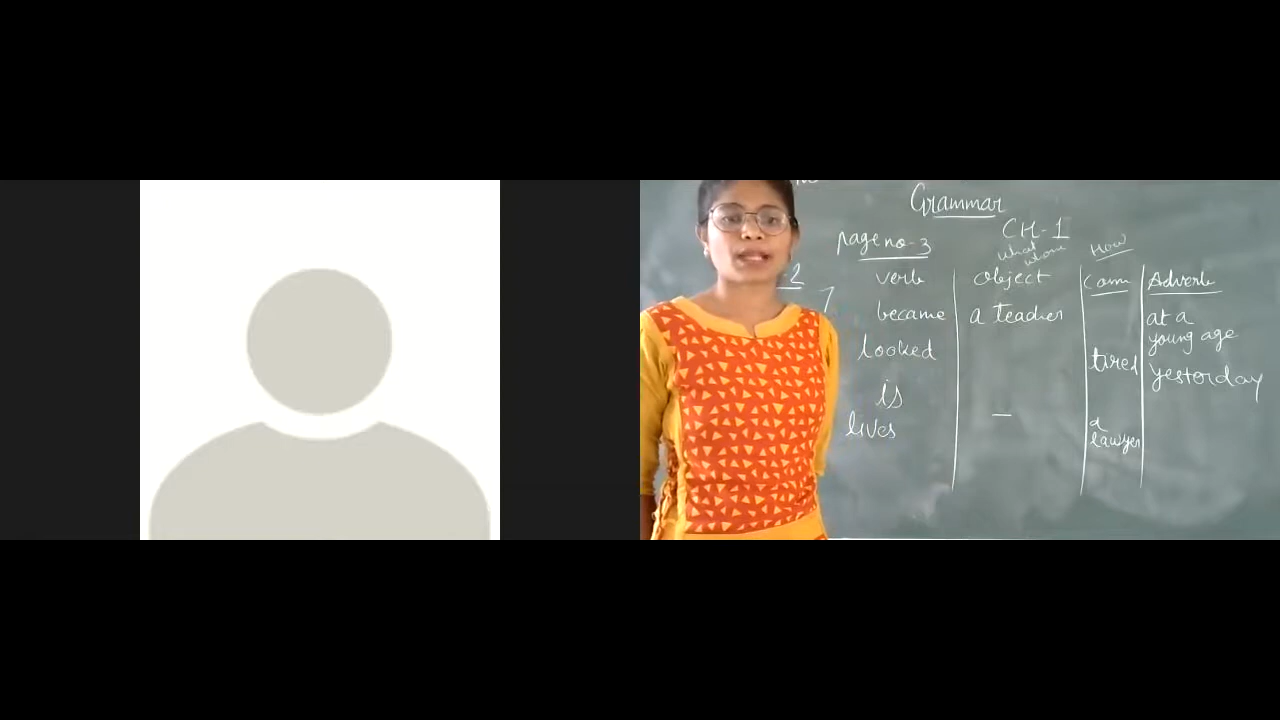 Grammar
CH-1
page no-3
what
whom
How
-2
verb object Com Adverb
became a teacher at a
young age
looked tired yesterday
is —
lives a
lawyer